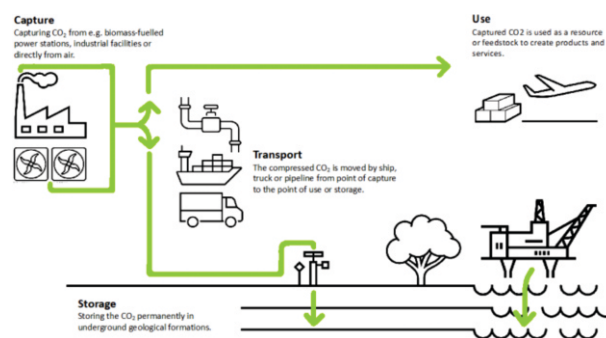 Capture
Capturing CO₂ from e.g. biomass-fuelled
power stations, industrial facilities or
directly from air.
Use
Captured CO2 is used as a resource
or feedstock to create products and
services.
Transport
The compressed CO₂ is moved by ship,
truck or pipeline from point of capture
to the point of use or storage.
Storage
Storing the CO₂ permanently in
underground geological formations.